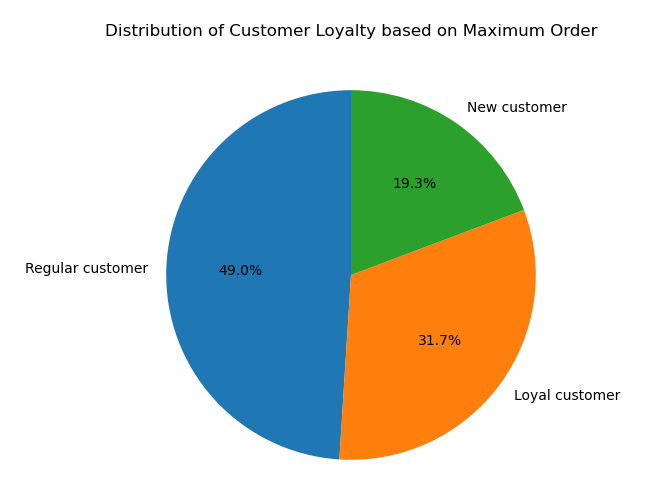 Distribution of Customer Loyalty based on Maximum Order
New customer
19.3%
Regular customer
49.0%
31.7%
Loyal customer